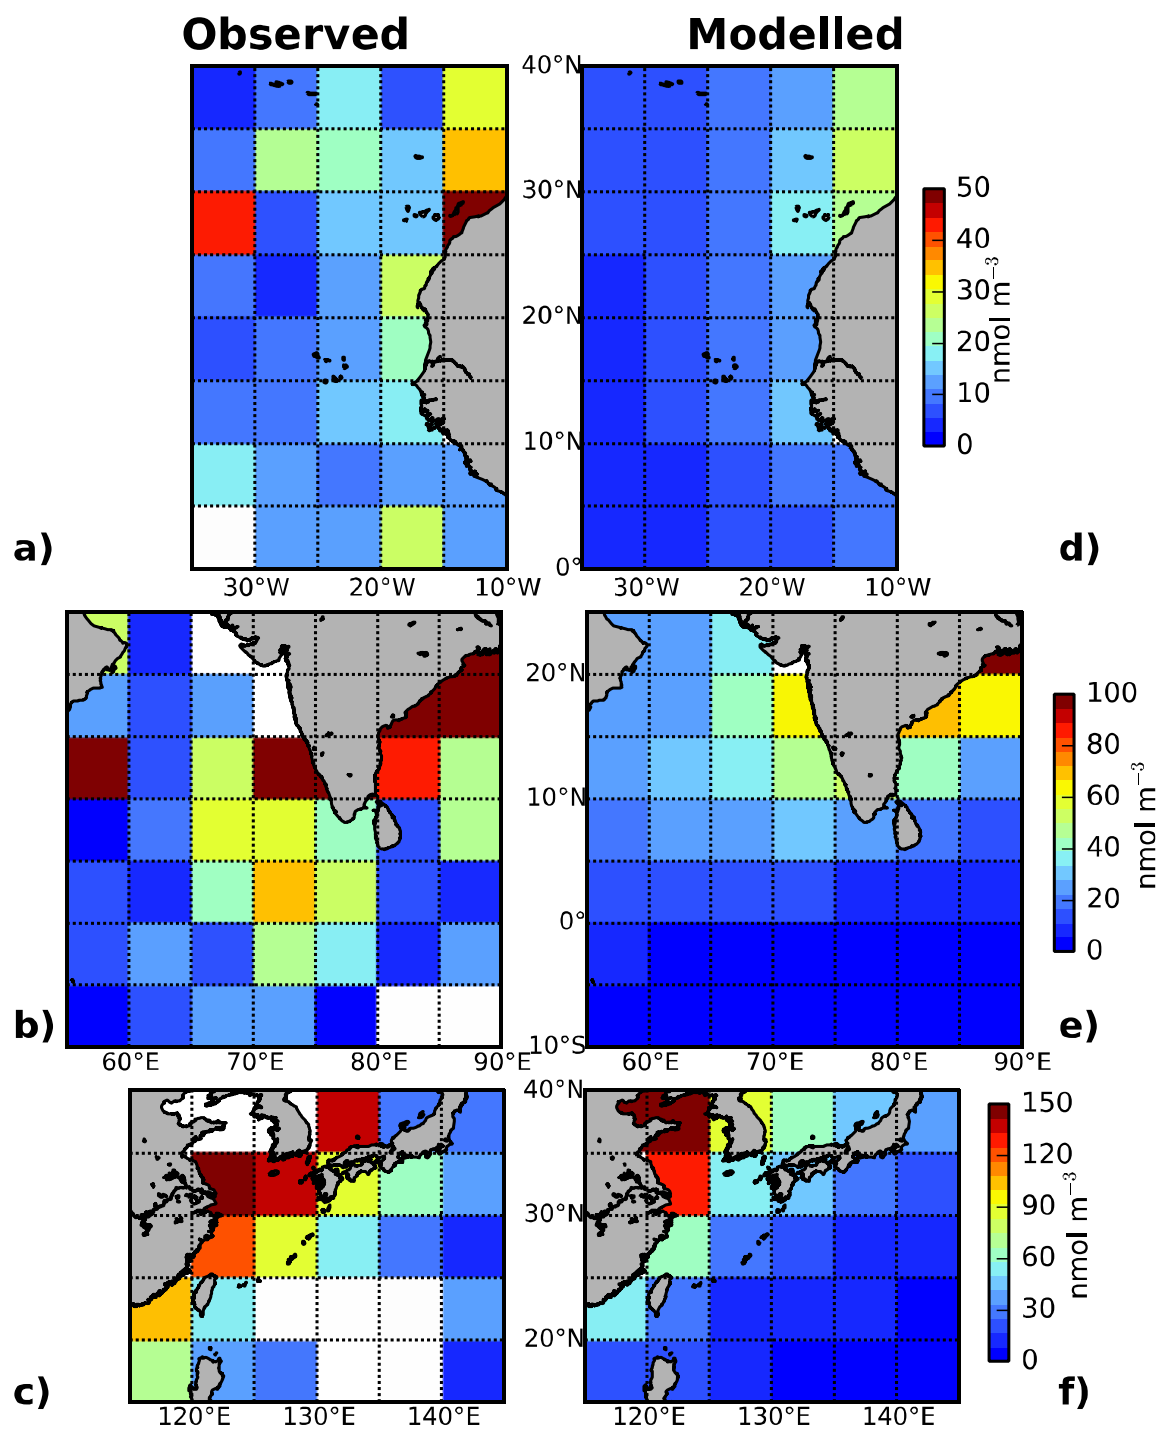 Observed Modelled
40°N
30°N
20°N
10°N
0°
50
40
30
20
10
0
nmol m⁻³
a)
d)
30°W 20°W 10°W 30°W 20°W 10°W
20°N
10°N
0°
10°S
100
80
60
40
20
0
nmol m⁻³
b)
e)
60°E 70°E 80°E 90°E 60°E 70°E 80°E 90°E
40°N
30°N
20°N
150
120
90
60
30
0
nmol m⁻³
c)
f)
120°E 130°E 140°E 120°E 130°E 140°E